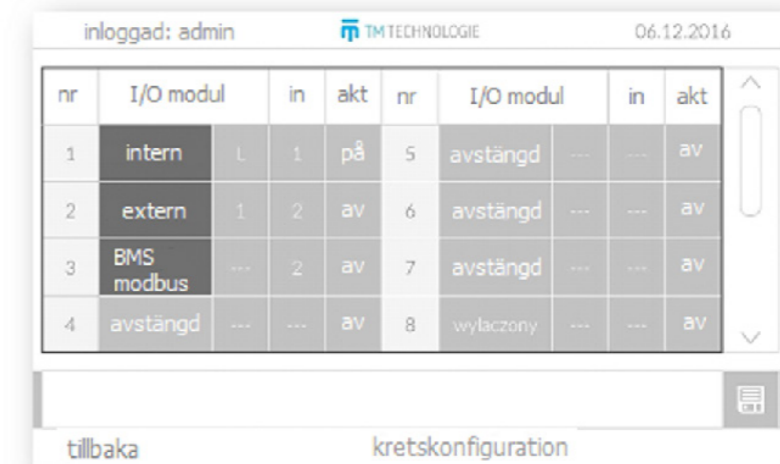 inloggad: admin TM TECHNOLOGIE 06.12.2016
nr I/O modul in akt nr I/O modul in akt
1 intern L 1 på 5 avstängd --- --- av
2 extern 1 2 av 6 avstängd --- --- av
3 BMS modbus --- 2 av 7 avstängd --- --- av
4 avstängd --- --- av 8 wylaczony --- --- av
tillbaka kretskonfiguration